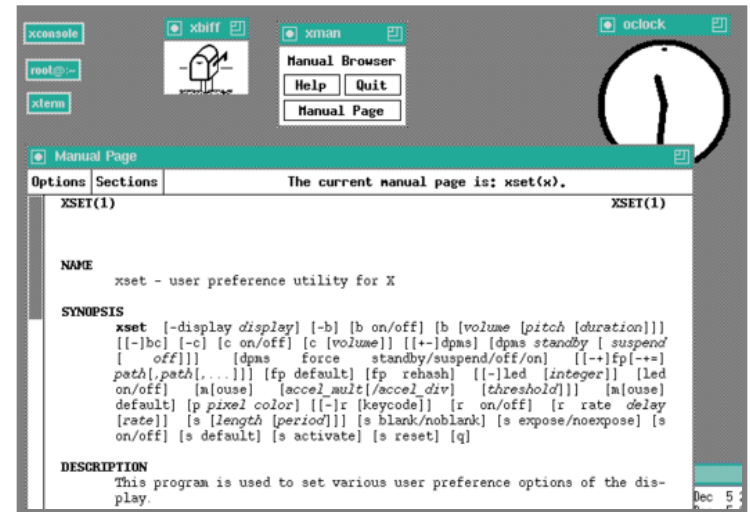 xconsole
root@:~
xterm
xbiff
xman
Manual Browser
Help Quit
Manual Page
oclock
Manual Page
Options Sections The current manual page is: xset(x).
XSET(1) XSET(1)
NAME
xset - user preference utility for X
SYNOPSIS
xset [-display display] [-b] [b on/off] [b [volume [pitch [duration]]]
[[-]bc] [-c] [c on/off] [c [volume]] [[+-]dpms] [dpms standby [ suspend
[ off]]] [dpms force standby/suspend/off/on] [[-+]fp[-+=]
path[,path[,...]]] [fp default] [fp rehash] [[-]led [integer]] [led
on/off] [m[ouse] [accel_mult[/accel_div] [threshold]]] [m[ouse]
default] [p pixel color] [[-]r [keycode]] [r on/off] [r rate delay
[rate]] [s [length [period]]] [s blank/noblank] [s expose/noexpose] [s
on/off] [s default] [s activate] [s reset] [q]
DESCRIPTION
This program is used to set various user preference options of the dis-
play.
Dec 5